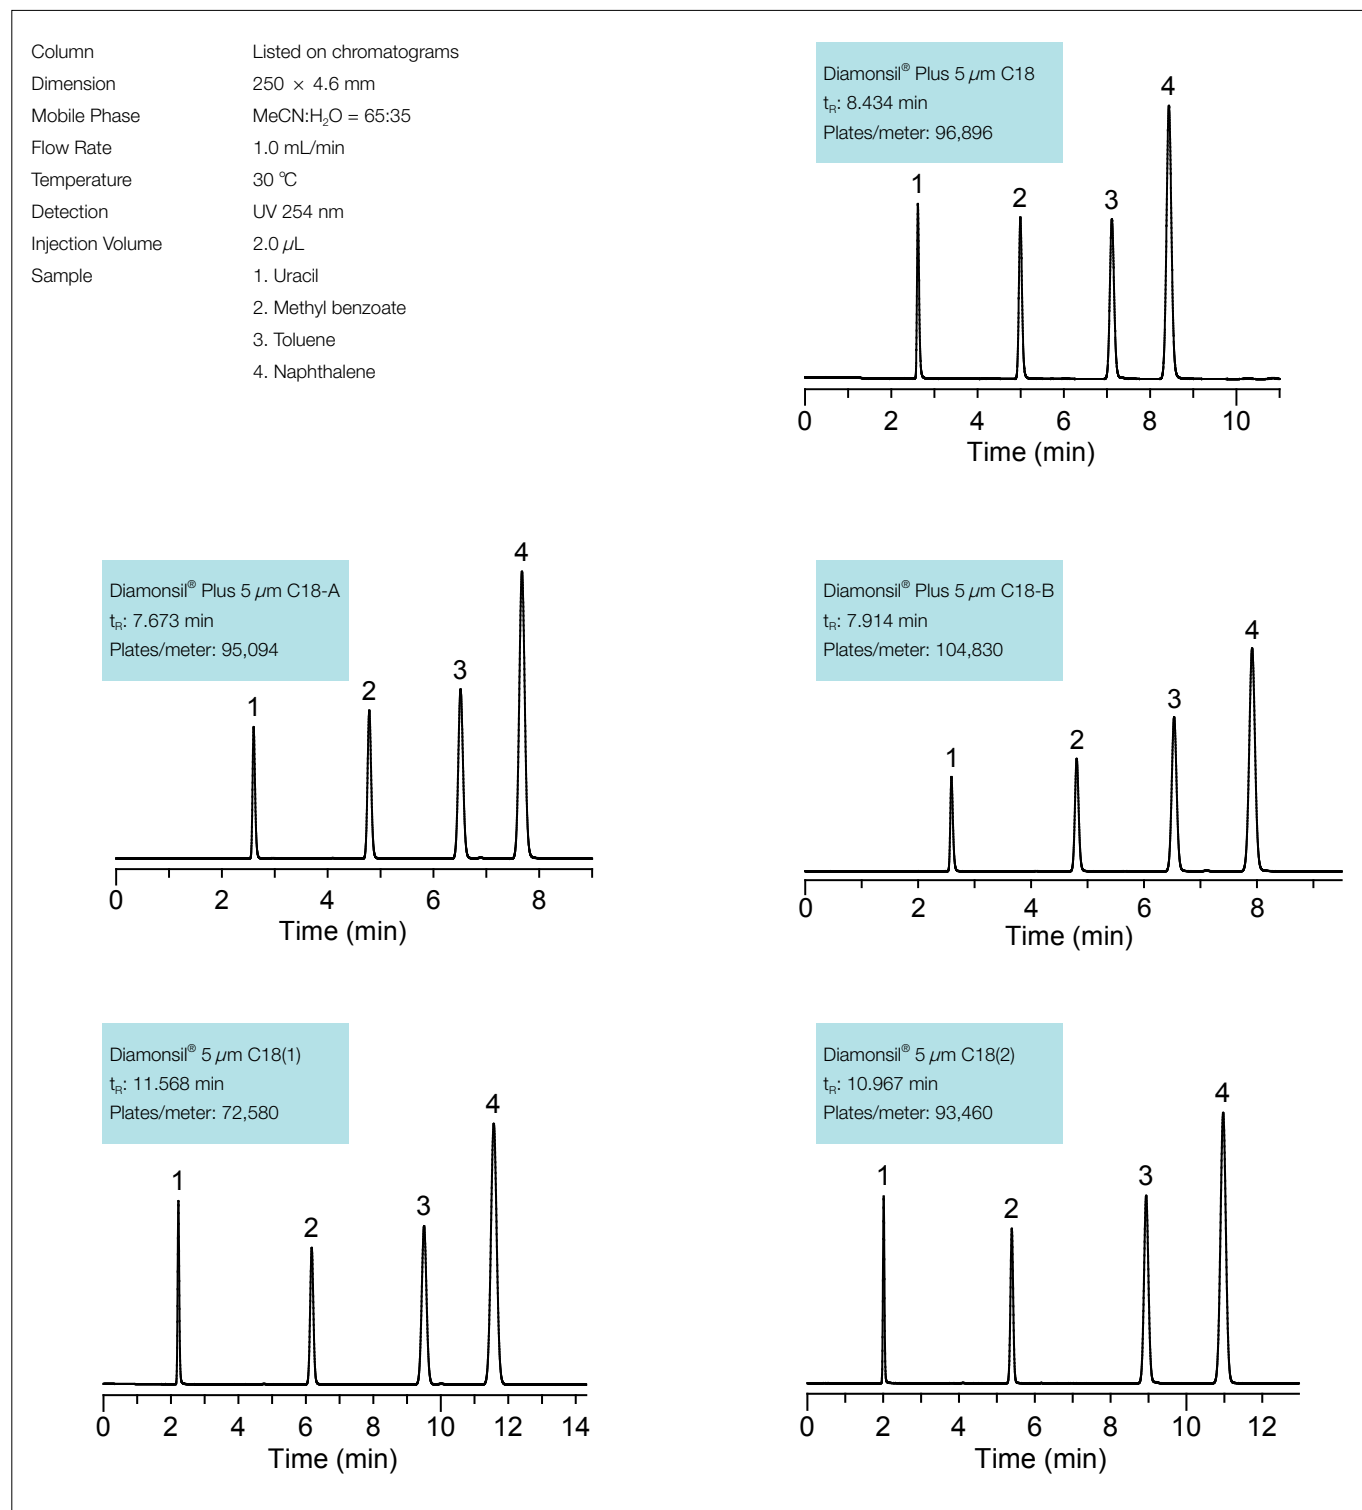 Column Listed on chromatograms
Dimension 250 × 4.6 mm
Mobile Phase MeCN:H₂O = 65:35
Flow Rate 1.0 mL/min
Temperature 30 ℃
Detection UV 254 nm
Injection Volume 2.0 µL
Sample 1. Uracil
2. Methyl benzoate
3. Toluene
4. Naphthalene
Diamonsil® Plus 5 µm C18
tR: 8.434 min
Plates/meter: 96,896
1 2 3 4
0 2 4 6 8 10
Time (min)
Diamonsil® Plus 5 µm C18-A
tR: 7.673 min
Plates/meter: 95,094
1 2 3 4
0 2 4 6 8
Time (min)
Diamonsil® Plus 5 µm C18-B
tR: 7.914 min
Plates/meter: 104,830
1 2 3 4
0 2 4 6 8
Time (min)
Diamonsil® 5 µm C18(1)
tR: 11.568 min
Plates/meter: 72,580
1 2 3 4
0 2 4 6 8 10 12 14
Time (min)
Diamonsil® 5 µm C18(2)
tR: 10.967 min
Plates/meter: 93,460
1 2 3 4
0 2 4 6 8 10 12
Time (min)